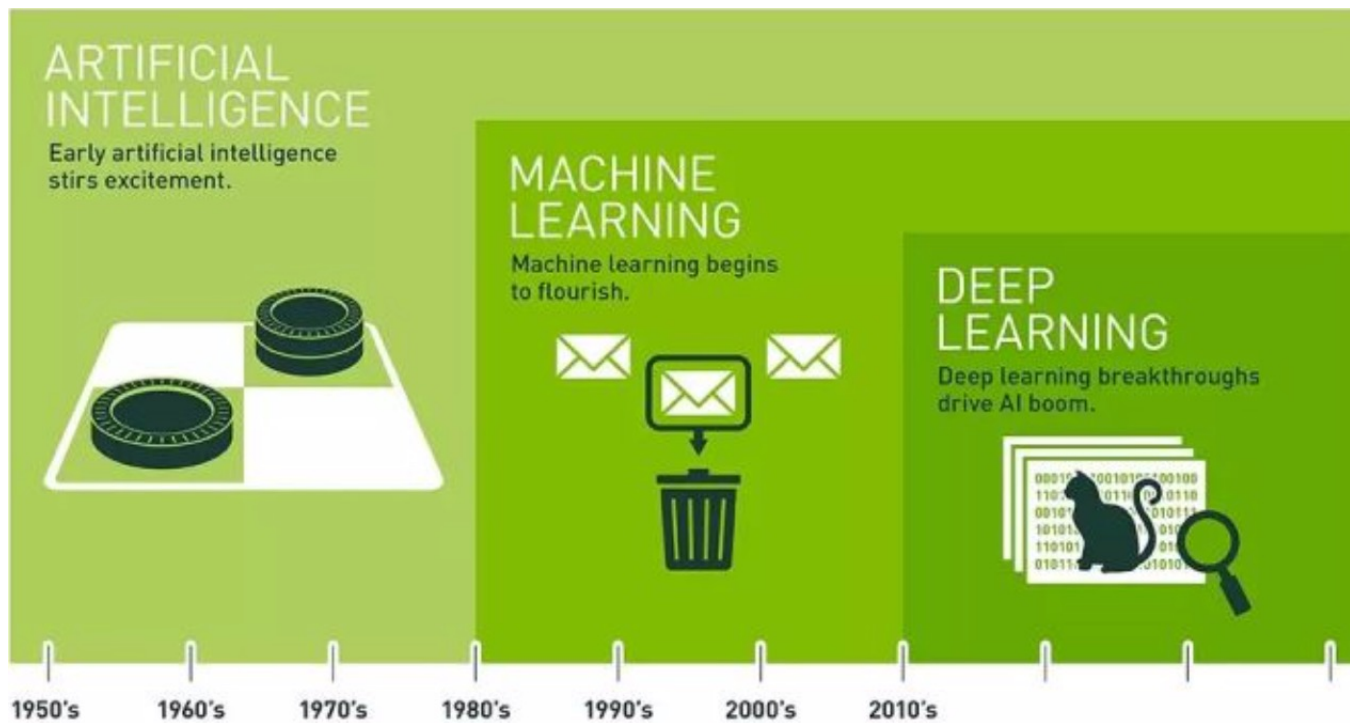 ARTIFICIAL
INTELLIGENCE
Early artificial intelligence
stirs excitement.
MACHINE
LEARNING
Machine learning begins
to flourish.
DEEP
LEARNING
Deep learning breakthroughs
drive AI boom.
1950's 1960's 1970's 1980's 1990's 2000's 2010's